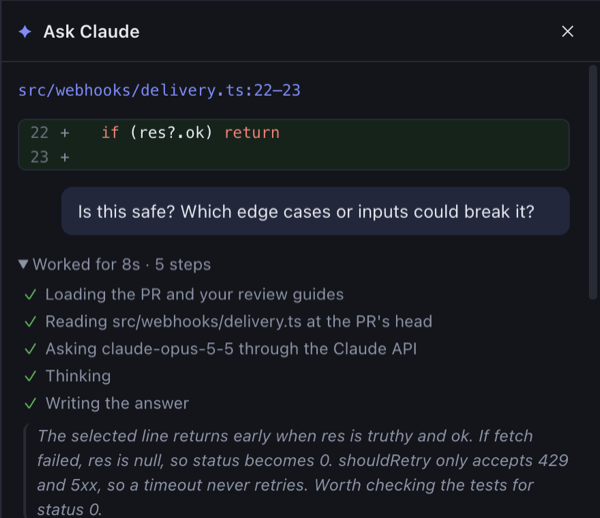 Ask Claude
src/webhooks/delivery.ts:22–23
22 + if (res?.ok) return
23 +
Is this safe? Which edge cases or inputs could break it?
Worked for 8s · 5 steps
Loading the PR and your review guides
Reading src/webhooks/delivery.ts at the PR's head
Asking claude-opus-5-5 through the Claude API
Thinking
Writing the answer
The selected line returns early when res is truthy and ok. If fetch
failed, res is null, so status becomes 0. shouldRetry only accepts 429
and 5xx, so a timeout never retries. Worth checking the tests for
status 0.